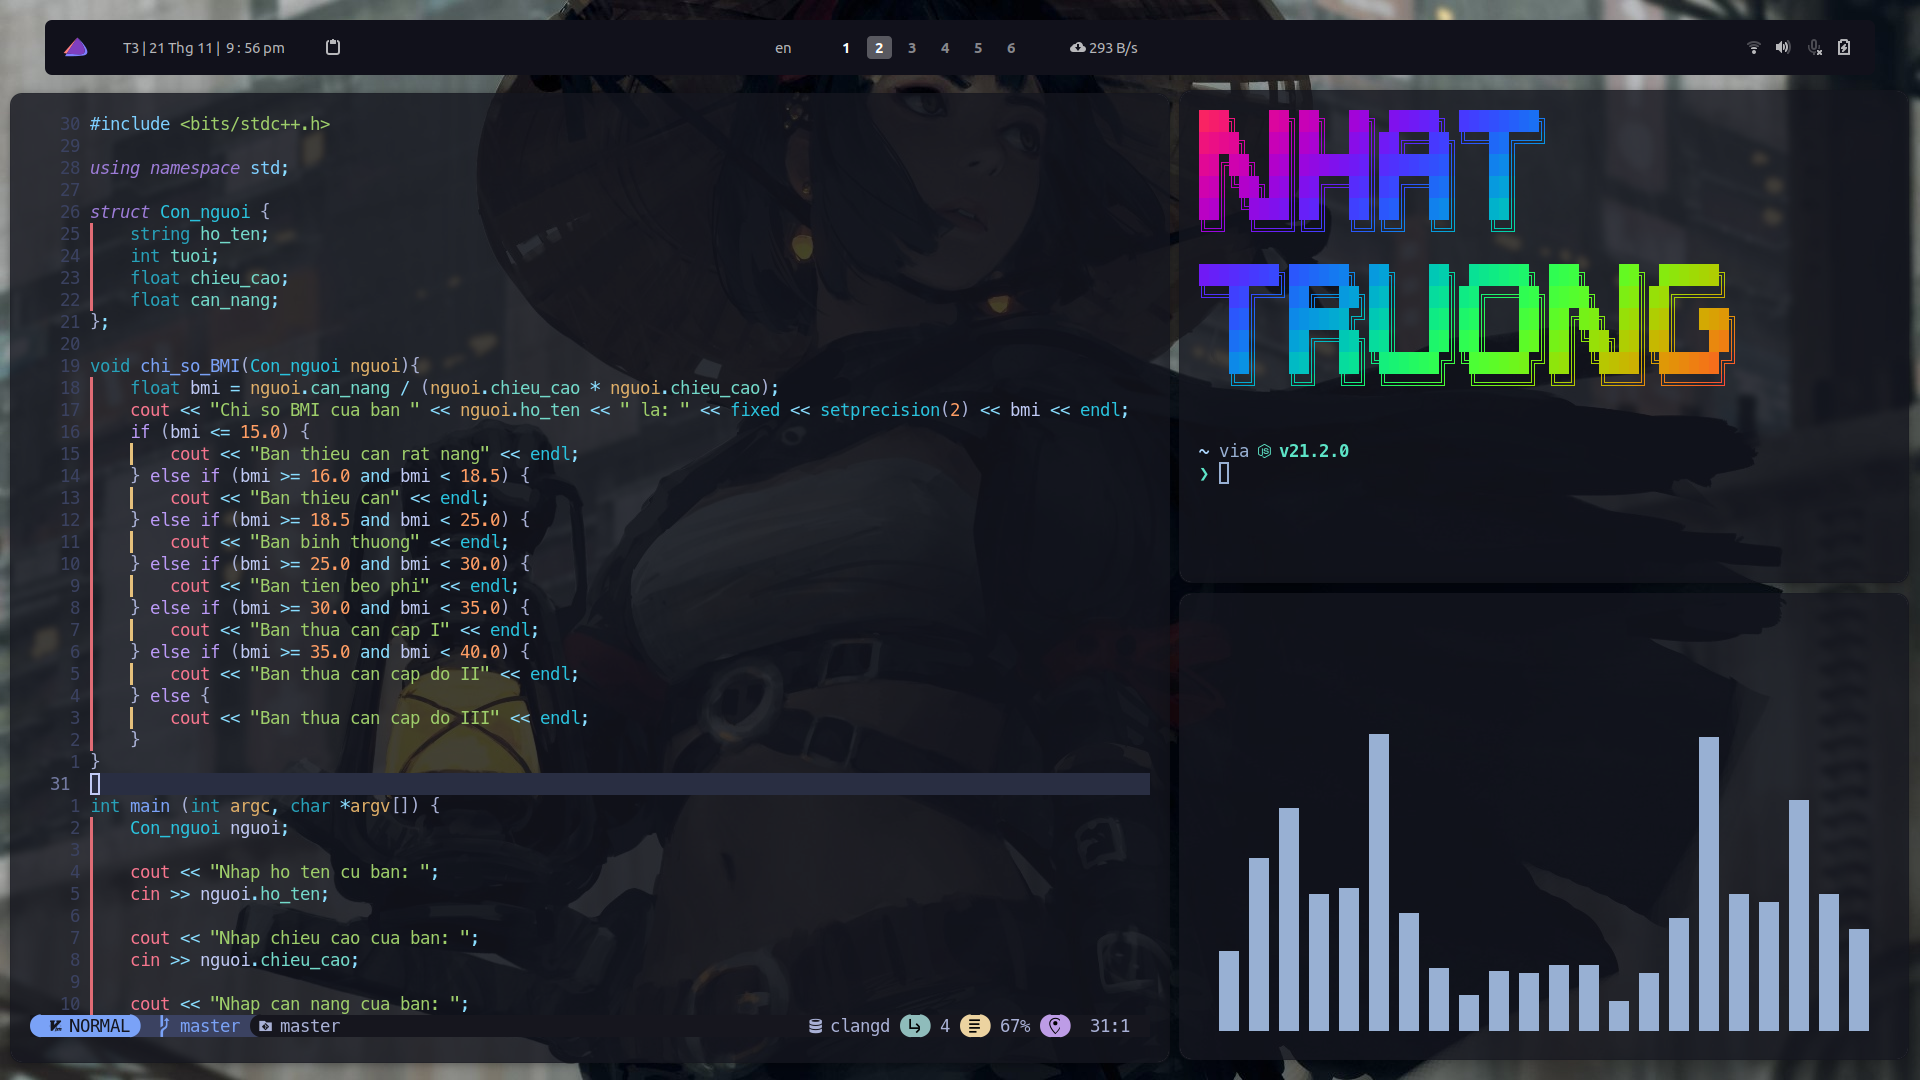 T3 | 21 Thg 11 | 9 : 56 pm
en
1 2 3 4 5 6
293 B/s
30 #include <bits/stdc++.h>
29
28 using namespace std;
27
26 struct Con_nguoi {
25     string ho_ten;
24     int tuoi;
23     float chieu_cao;
22     float can_nang;
21 };
20
19 void chi_so_BMI(Con_nguoi nguoi){
18     float bmi = nguoi.can_nang / (nguoi.chieu_cao * nguoi.chieu_cao);
17     cout << "Chi so BMI cua ban " << nguoi.ho_ten << " la: " << fixed << setprecision(2) << bmi << endl;
16     if (bmi <= 15.0) {
15         cout << "Ban thieu can rat nang" << endl;
14     } else if (bmi >= 16.0 and bmi < 18.5) {
13         cout << "Ban thieu can" << endl;
12     } else if (bmi >= 18.5 and bmi < 25.0) {
11         cout << "Ban binh thuong" << endl;
10     } else if (bmi >= 25.0 and bmi < 30.0) {
9         cout << "Ban tien beo phi" << endl;
8     } else if (bmi >= 30.0 and bmi < 35.0) {
7         cout << "Ban thua can cap I" << endl;
6     } else if (bmi >= 35.0 and bmi < 40.0) {
5         cout << "Ban thua can cap do II" << endl;
4     } else {
3         cout << "Ban thua can cap do III" << endl;
2     }
1 }
31
1 int main (int argc, char *argv[]) {
2     Con_nguoi nguoi;
3
4     cout << "Nhap ho ten cu ban: ";
5     cin >> nguoi.ho_ten;
6
7     cout << "Nhap chieu cao cua ban: ";
8     cin >> nguoi.chieu_cao;
9
10     cout << "Nhap can nang cua ban: ";
NORMAL master master clangd 4 67% 31:1
NHAT
TRUONG
~ via v21.2.0
❯